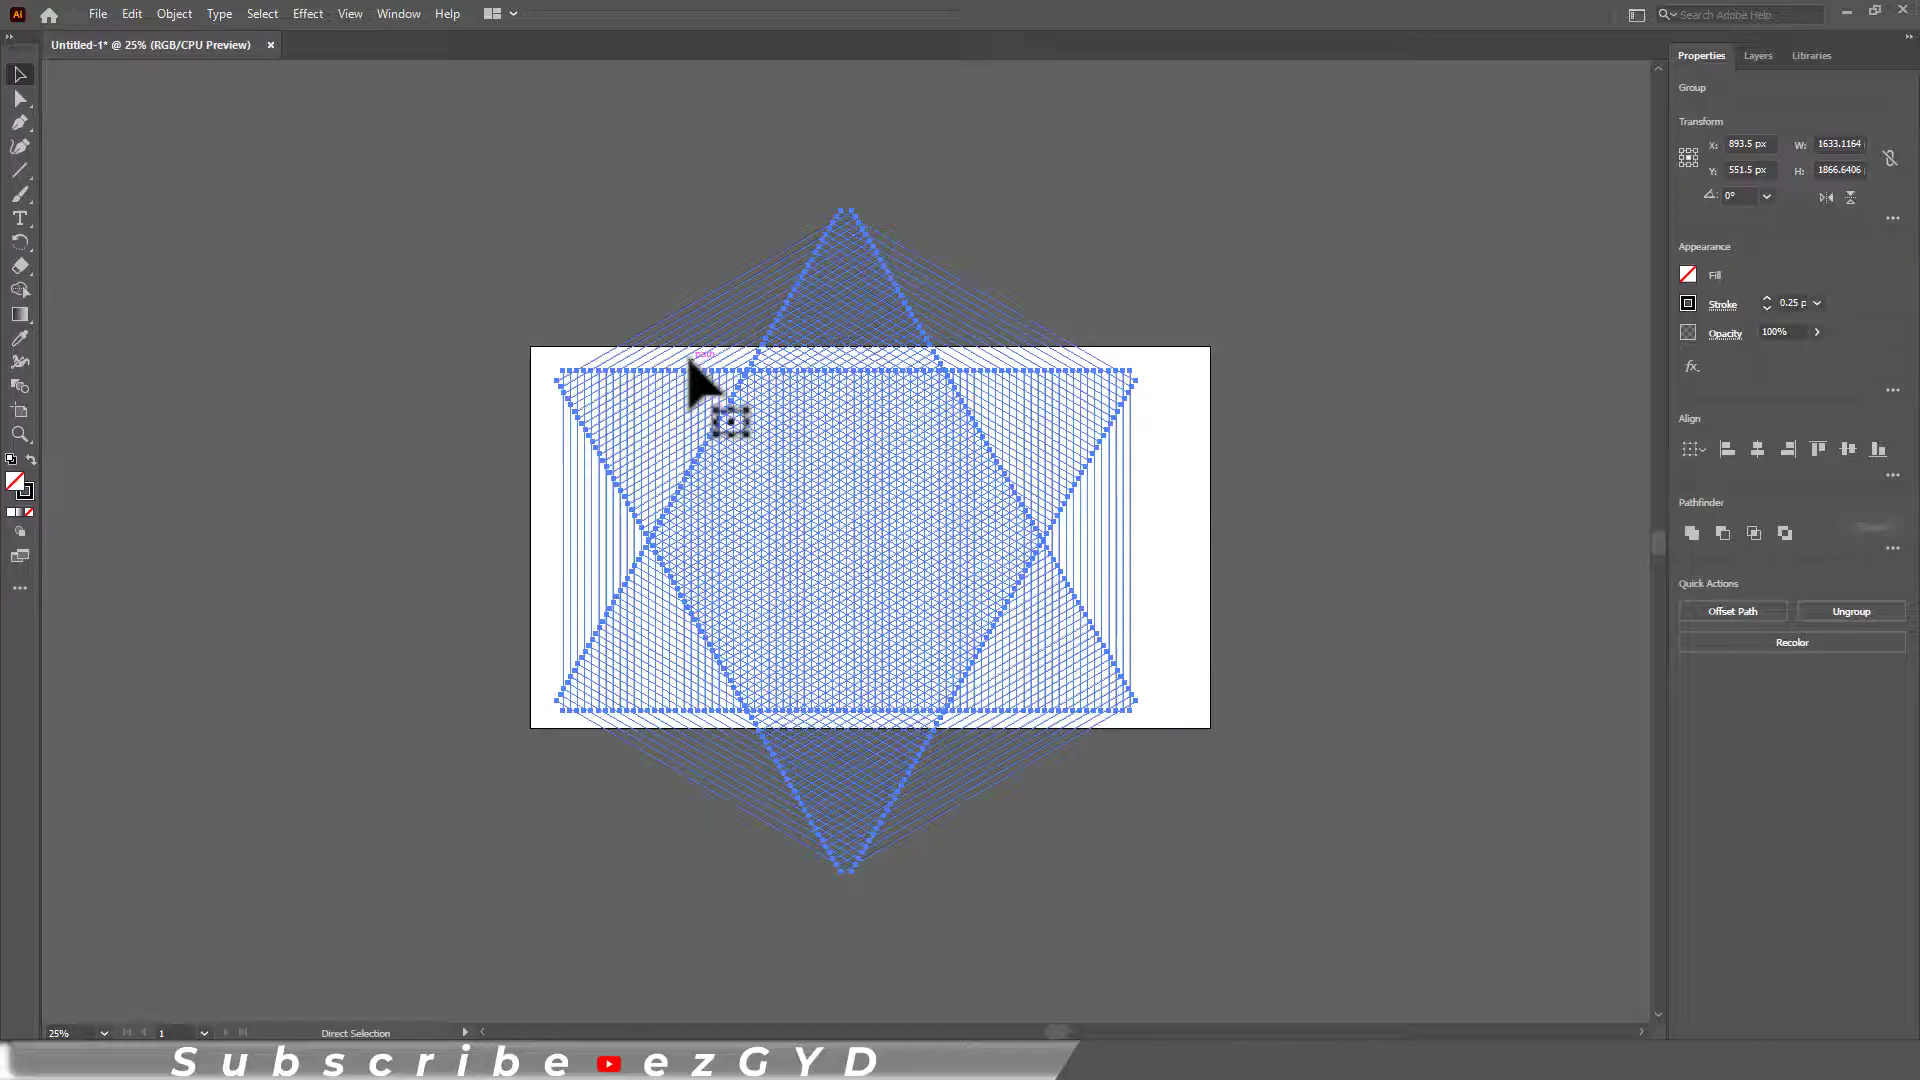 Ai
File Edit Object Type Select Effect View Window Help
Search Adobe Help
Untitled-1* @ 25% (RGB/CPU Preview) ×
Properties Layers Libraries
Group
Transform
X: 893.5 px W: 1633.1164
Y: 551.5 px H: 1866.6406
0°
Appearance
Fill
Stroke 0.25 p
Opacity 100%
fx.
Align
Pathfinder
Quick Actions
Offset Path Ungroup
Recolor
path
25% 1 Direct Selection
Subscribe ezGYD